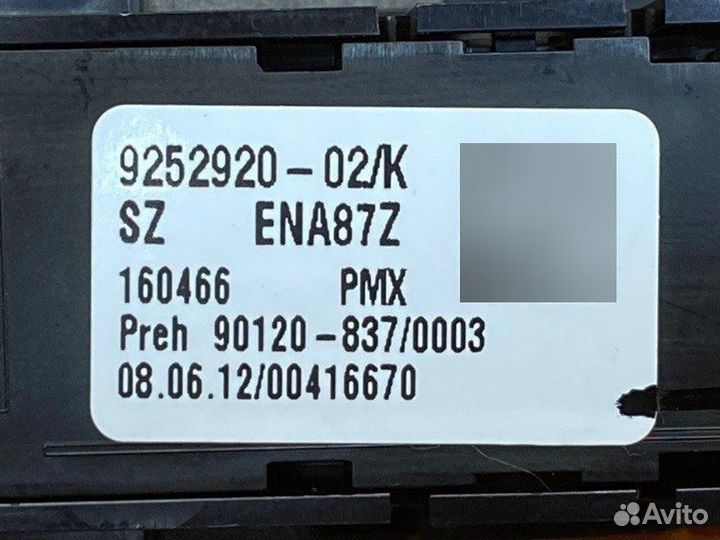 9252920-02/K
SZ ENA87Z
160466 PMX
Preh 90120-837/0003
08.06.12/00416670
Avito